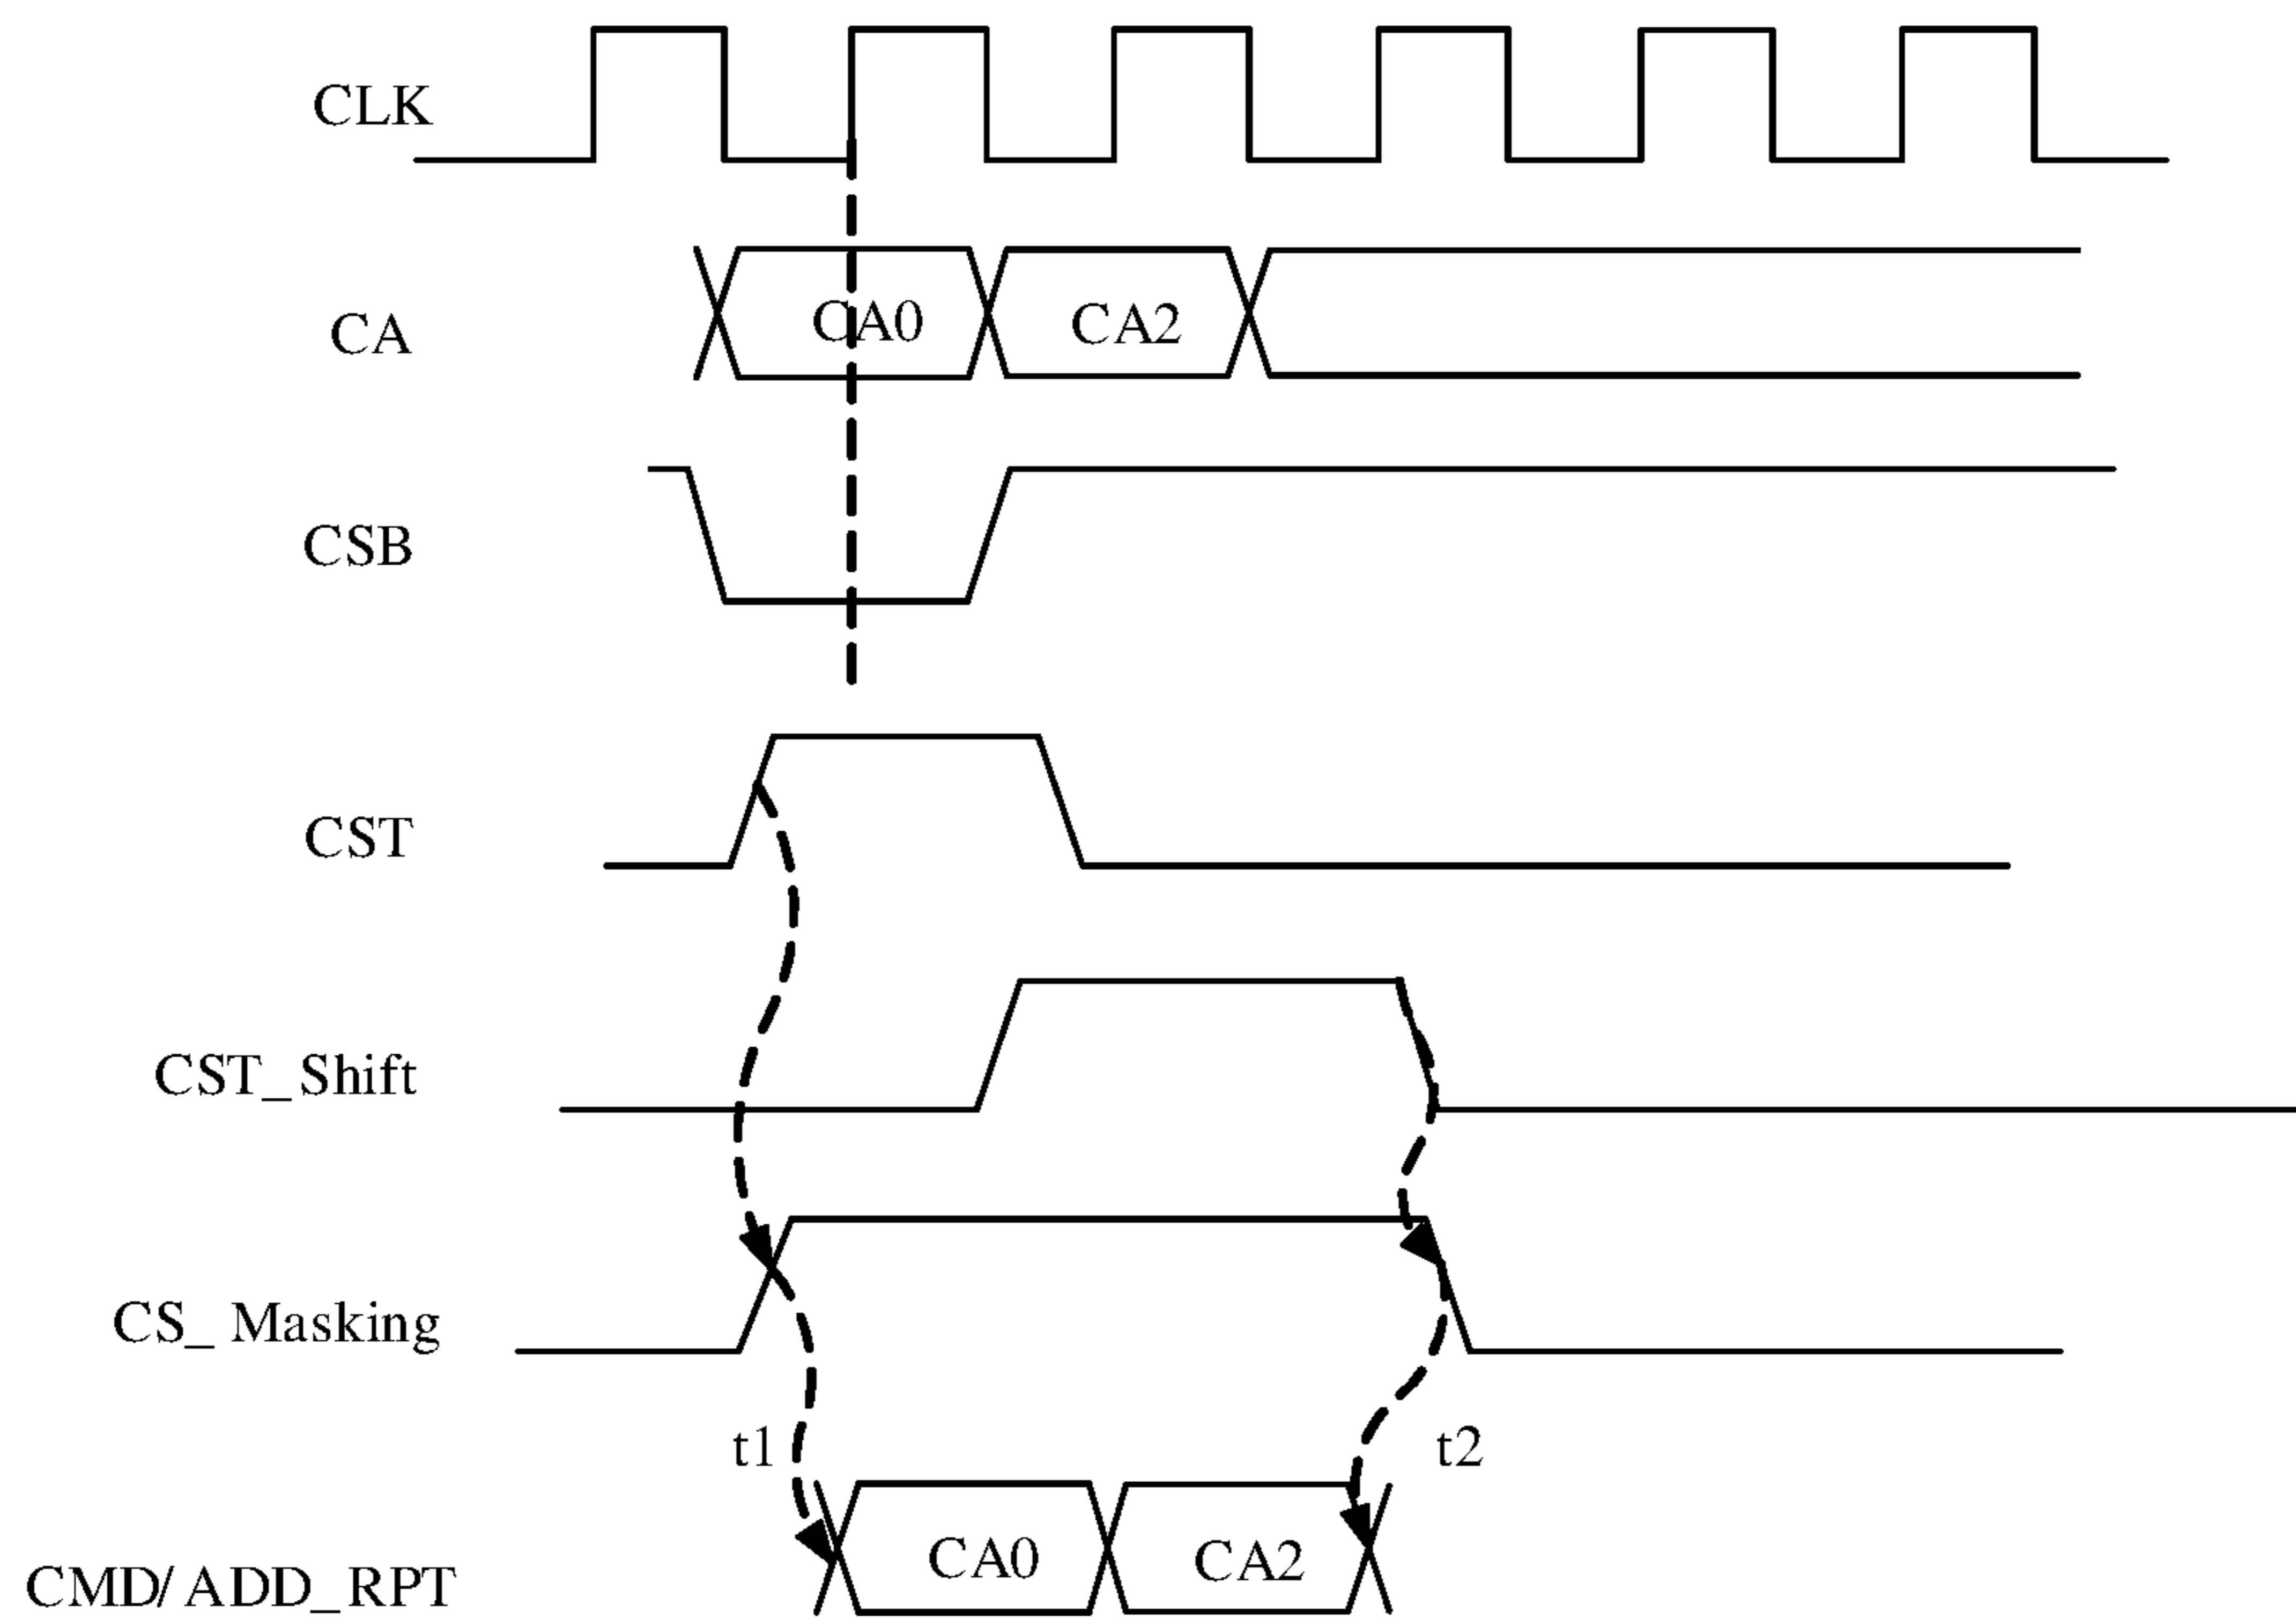 CLK
CA
CA0
CA2
CSB
CST
CST_Shift
CS_ Masking
t1
t2
CMD/ ADD_RPT
CA0
CA2